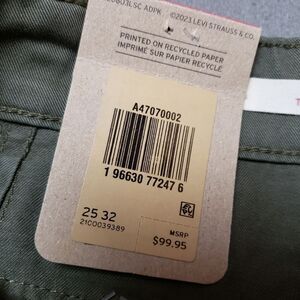 ©2023 LEVI STRAUSS & CO.
PRINTED ON RECYCLED PAPER
IMPRIMÉ SUR PAPIER RECYCLÉ
A47070002
1 96630 77247 6
25 32
21C0039389
MSRP
$99.95